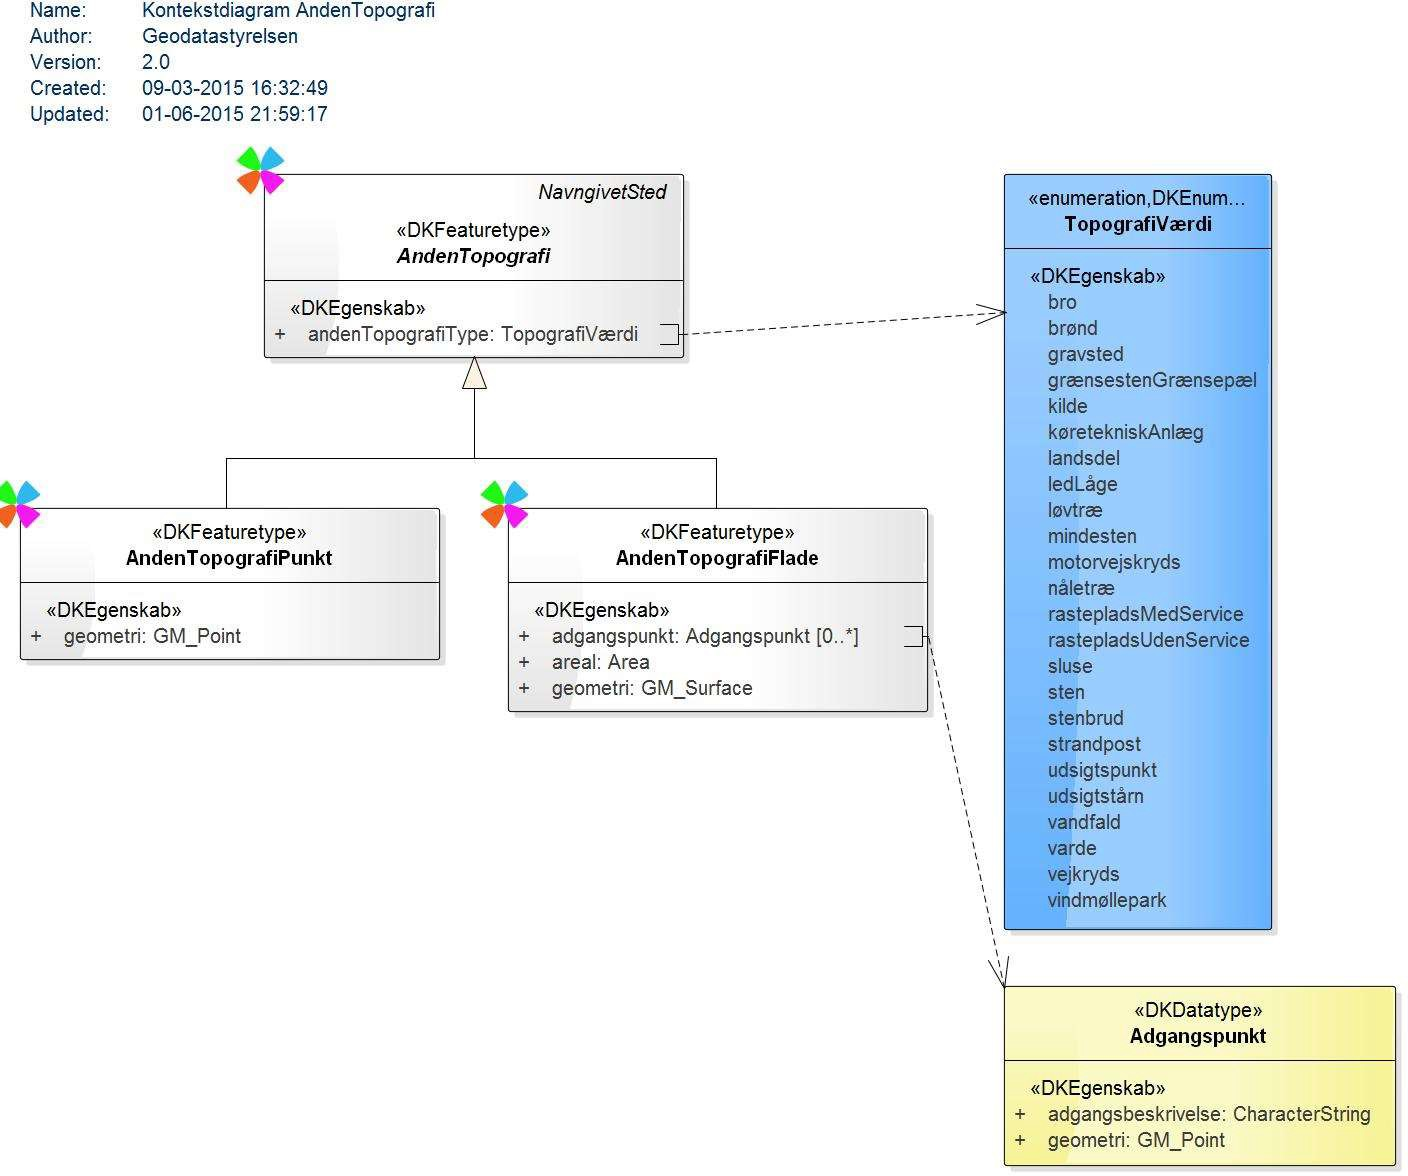 Name: Kontekstdiagram AndenTopografi
Author: Geodatastyrelsen
Version: 2.0
Created: 09-03-2015 16:32:49
Updated: 01-06-2015 21:59:17
NavngivetSted
«DKFeaturetype»
AndenTopografi
«DKEgenskab»
+ andenTopografiType: TopografiVærdi
«enumeration,DKEnum...
TopografiVærdi
«DKEgenskab»
bro
brønd
gravsted
grænsestenGrænsepæl
kilde
køretekniskAnlæg
landsdel
ledLåge
løvtræ
mindesten
motorvejskryds
nåletræ
rastepladsMedService
rastepladsUdenService
sluse
sten
stenbrud
strandpost
udsigtspunkt
udsigtstårn
vandfald
varde
vejkryds
vindmøllepark
«DKFeaturetype»
AndenTopografiPunkt
«DKEgenskab»
+ geometri: GM_Point
«DKFeaturetype»
AndenTopografiFlade
«DKEgenskab»
+ adgangspunkt: Adgangspunkt [0..*]
+ areal: Area
+ geometri: GM_Surface
«DKDatatype»
Adgangspunkt
«DKEgenskab»
+ adgangsbeskrivelse: CharacterString
+ geometri: GM_Point